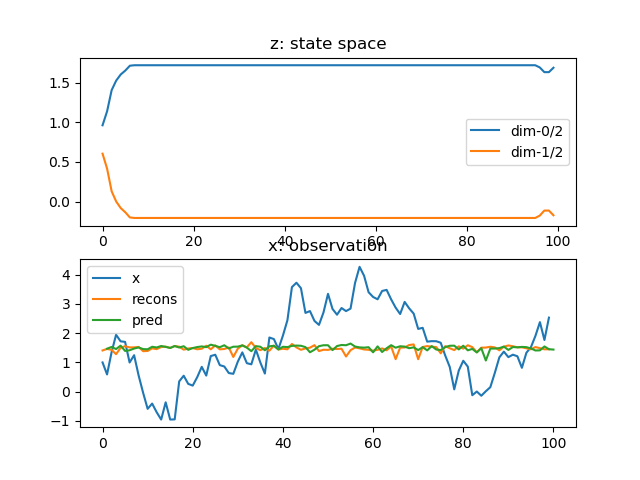 z: state space
1.5
1.0
0.5
0.0
dim-0/2
dim-1/2
0 20 40 60 80 100
x: observation
4
3
2
1
0
−1
x
recons
pred
0 20 40 60 80 100